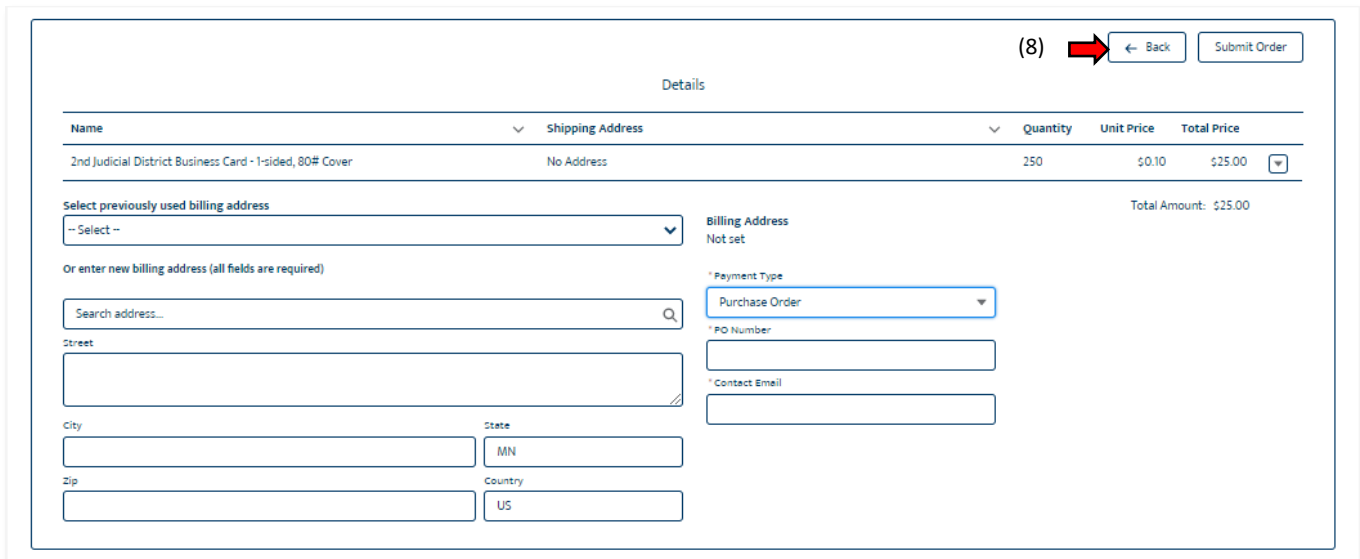 (8)
← Back
Submit Order
Details
Name Shipping Address Quantity Unit Price Total Price
2nd Judicial District Business Card - 1-sided, 80# Cover No Address 250 $0.10 $25.00
Total Amount: $25.00
Select previously used billing address
-- Select --
Billing Address
Not set
Or enter new billing address (all fields are required)
Search address...
Street
City State
MN
Zip Country
US
*Payment Type
Purchase Order
*PO Number
*Contact Email